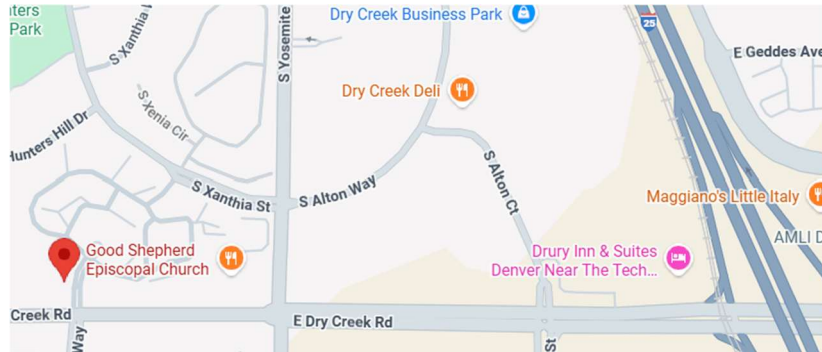 nters
Park
S Xanthia W
S Yosemite
Dry Creek Business Park
25
E Geddes Ave
Dry Creek Deli
S Xenia Cir
Hunters Hill Dr
S Xanthia St
S Alton Way
S Alton Ct
Maggiano's Little Italy
AMLI D
Good Shepherd
Episcopal Church
Drury Inn & Suites
Denver Near The Tech...
Creek Rd
E Dry Creek Rd
Way
St